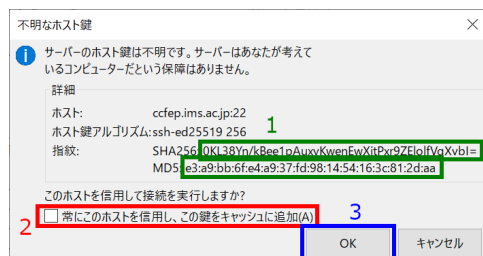 不明なホスト鍵
サーバーのホスト鍵は不明です。サーバーはあなたが考えて
いるコンピューターだという保障はありません。
詳細
ホスト: ccfep.ims.ac.jp:22
ホスト鍵アルゴリズム:ssh-ed25519 256
1
指紋: SHA256:0KL38Yn/kBee1pAuxyKwenEwXitPxr9ZEloIfVqXvbI=
MD5:e3:a9:bb:6f:e4:a9:37:fd:98:14:54:16:3c:81:2d:aa
このホストを信用して接続を実行しますか?
2 常にこのホストを信用し、この鍵をキャッシュに追加(A)
3
OK キャンセル